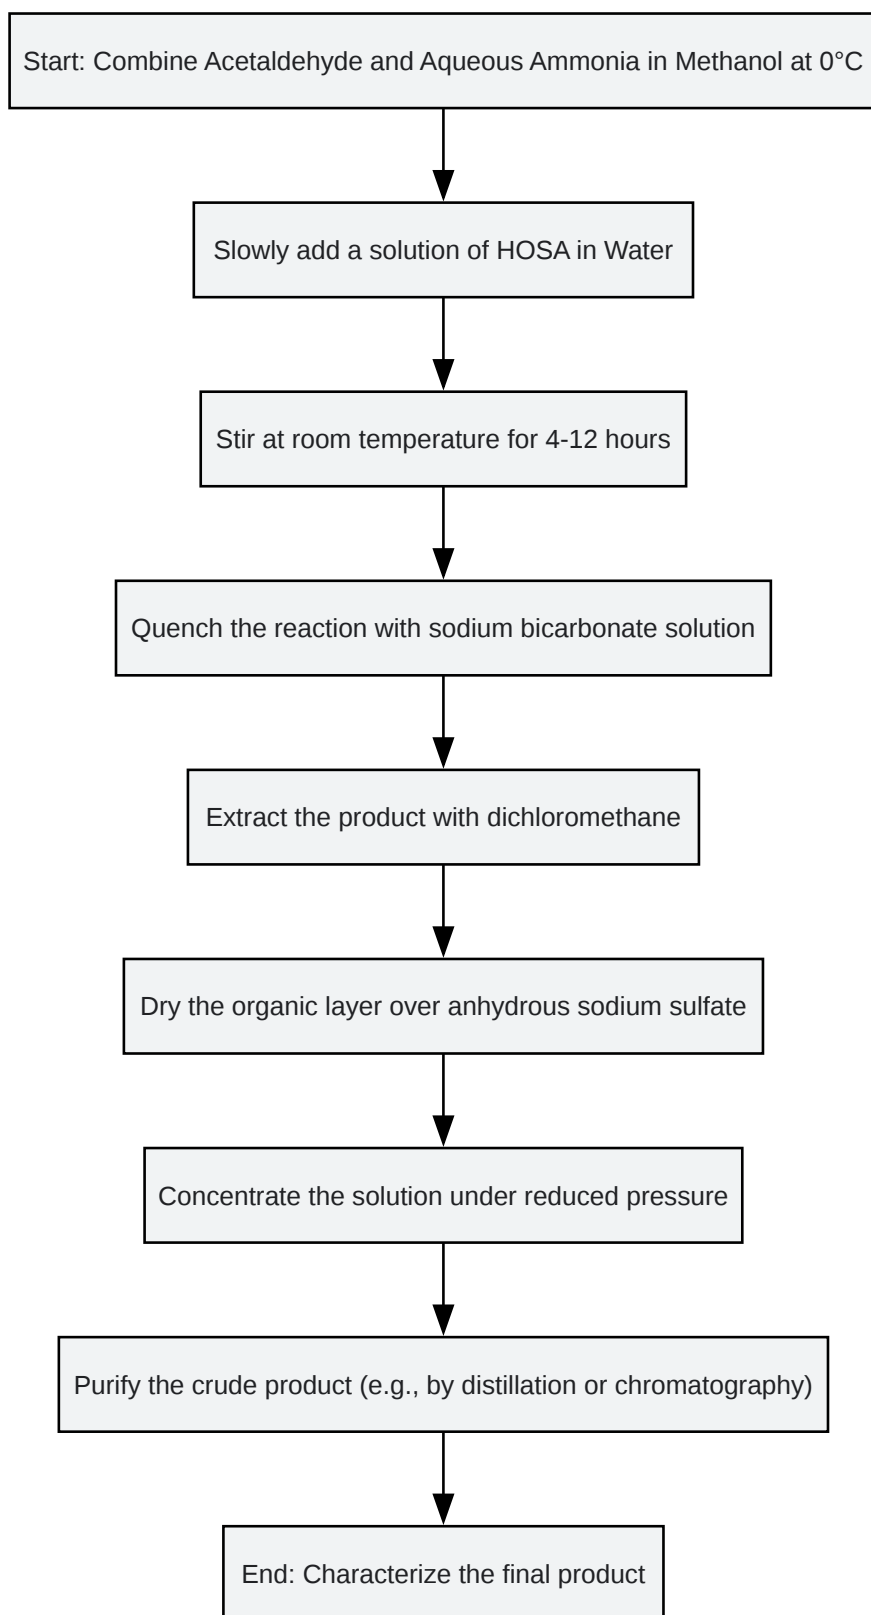 Start: Combine Acetaldehyde and Aqueous Ammonia in Methanol at 0°C
Slowly add a solution of HOSA in Water
Stir at room temperature for 4-12 hours
Quench the reaction with sodium bicarbonate solution
Extract the product with dichloromethane
Dry the organic layer over anhydrous sodium sulfate
Concentrate the solution under reduced pressure
Purify the crude product (e.g., by distillation or chromatography)
End: Characterize the final product